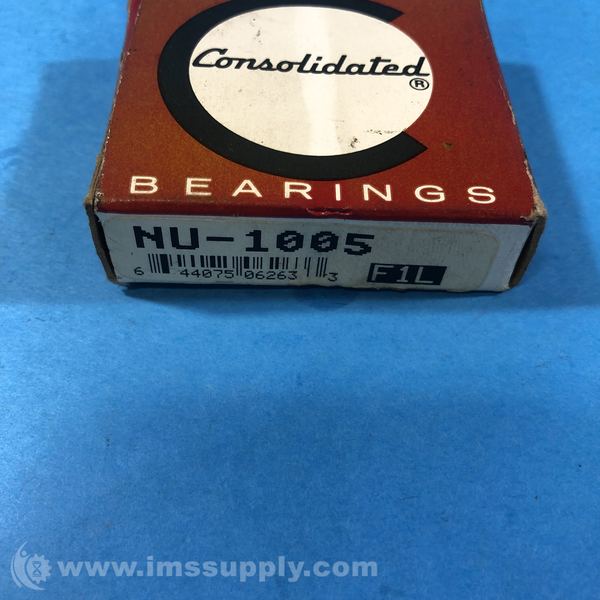 Consolidated®
BEARINGS
NU-1005
6 44075 06263 3
F1L
www.imssupply.com